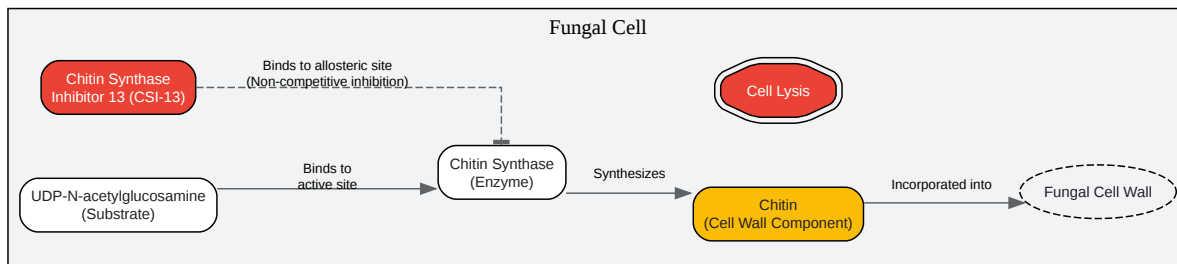 Fungal Cell
Chitin Synthase
Inhibitor 13 (CSI-13)
Binds to allosteric site
(Non-competitive inhibition)
Cell Lysis
UDP-N-acetylglucosamine
(Substrate)
Binds to
active site
Chitin Synthase
(Enzyme)
Synthesizes
Chitin
(Cell Wall Component)
Incorporated into
Fungal Cell Wall